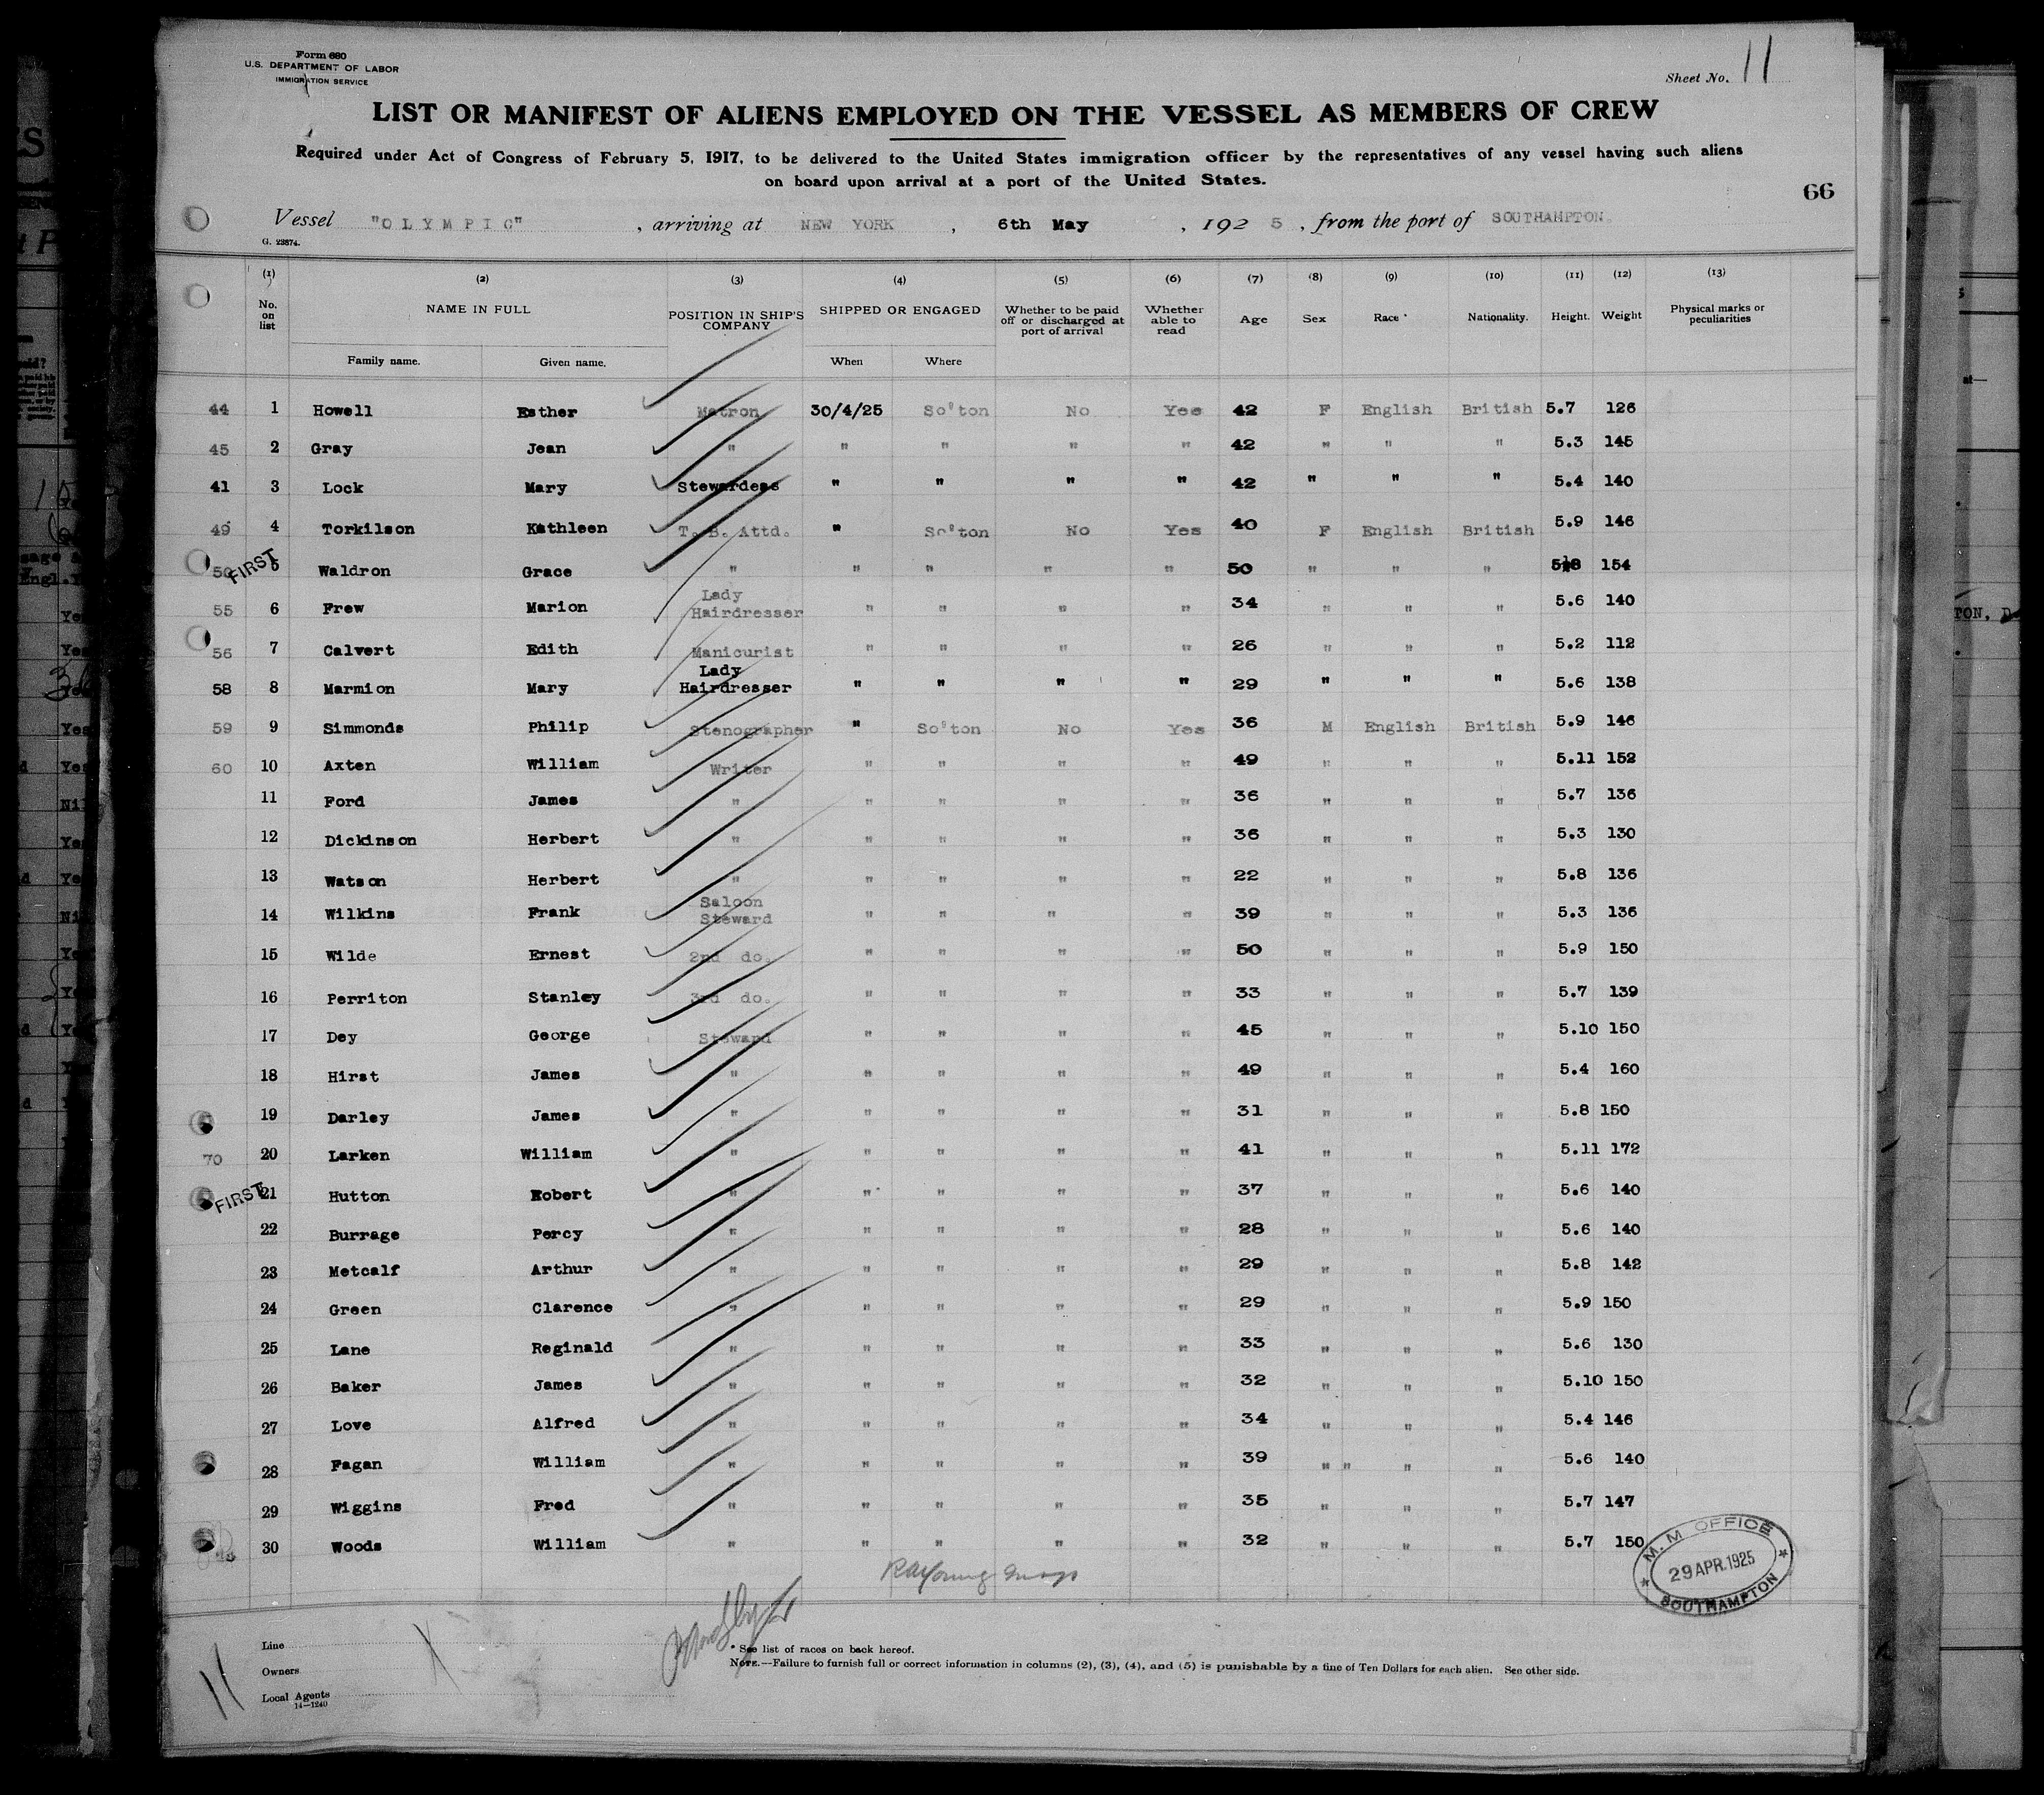 Form 680
U.S. DEPARTMENT OF LABOR
IMMIGRATION SERVICE
Sheet No. 11
LIST OR MANIFEST OF ALIENS EMPLOYED ON THE VESSEL AS MEMBERS OF CREW
Required under Act of Congress of February 5, 1917, to be delivered to the United States immigration officer by the representatives of any vessel having such aliens
on board upon arrival at a port of the United States.
66
Vessel "OLYMPIC", arriving at NEW YORK, 6th May, 1925, from the port of SOUTHAMPTON.
G. 23874.
(1) (2) (3) (4) (5) (6) (7) (8) (9) (10) (11) (12) (13)
No. on list NAME IN FULL POSITION IN SHIP'S COMPANY SHIPPED OR ENGAGED Whether to be paid off or discharged at port of arrival Whether able to read Age Sex Race * Nationality. Height. Weight Physical marks or peculiarities
Family name. Given name. When Where
44 1 Howell Esther Matron 30/4/25 So'ton No Yes 42 F English British 5.7 126
45 2 Gray Jean " " " " " 42 " " " 5.3 145
41 3 Lock Mary Stewardess " " " " 42 " " " 5.4 140
49 4 Torkilson Kathleen T. B. Attd. " So'ton No Yes 40 F English British 5.9 146
50 FIRST 5 Waldron Grace " " " " " 50 " " " 154
55 6 Frew Marion Lady Hairdresser " " " " 34 " " " 5.6 140
56 7 Calvert Edith Manicurist " " " " 26 " " " 5.2 112
58 8 Marmion Mary Lady Hairdresser " " " " 29 " " " 5.6 138
59 9 Simmonds Philip Stenographer " So'ton No Yes 36 M English British 5.9 146
60 10 Axten William Writer " " " " 49 " " " 5.11 152
11 Ford James " " " " " 36 " " " 5.7 136
12 Dickinson Herbert " " " " " 36 " " " 5.3 130
13 Watson Herbert " " " " " 22 " " " 5.8 136
14 Wilkins Frank Saloon Steward " " " " 39 " " " 5.3 136
15 Wilde Ernest 2nd do. " " " " 50 " " " 5.9 150
16 Perriton Stanley 3rd do. " " " " 33 " " " 5.7 139
17 Dey George Steward " " " " 45 " " " 5.10 150
18 Hirst James " " " " " 49 " " " 5.4 160
19 Darley James " " " " " 31 " " " 5.8 150
70 20 Larken William " " " " " 41 " " " 5.11 172
FIRST 21 Hutton Robert " " " " " 37 " " " 5.6 140
22 Burrage Percy " " " " " 28 " " " 5.6 140
23 Metcalf Arthur " " " " " 29 " " " 5.8 142
24 Green Clarence " " " " " 29 " " " 5.9 150
25 Lane Reginald " " " " " 33 " " " 5.6 130
26 Baker James " " " " " 32 " " " 5.10 150
27 Love Alfred " " " " " 34 " " " 5.4 146
28 Fagan William " " " " " 39 " " " " 5.6 140
29 Wiggins Fred " " " " " 35 " " " 5.7 147
30 Woods William " " " " " 32 " " " 5.7 150
M. M. OFFICE
29 APR. 1925
SOUTHAMPTON
11
Line
Owners
Local Agents
14—1240
* See list of races on back hereof.
NOTE.—Failure to furnish full or correct information in columns (2), (3), (4), and (5) is punishable by a fine of Ten Dollars for each alien. See other side.